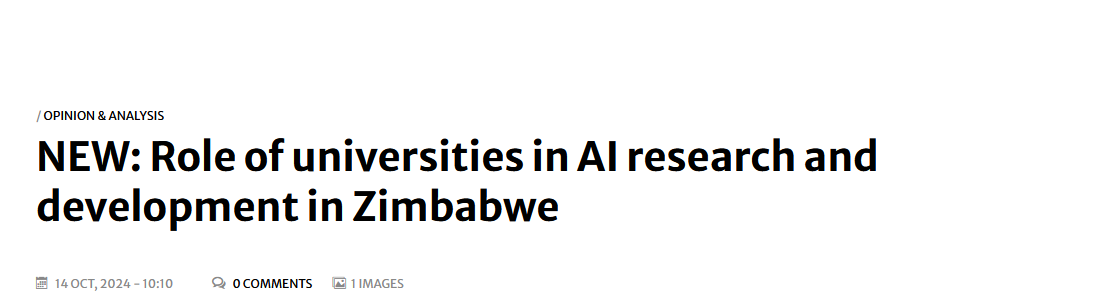 / OPINION & ANALYSIS
NEW: Role of universities in AI research and
development in Zimbabwe
14 OCT, 2024 - 10:10 0 COMMENTS 1 IMAGES